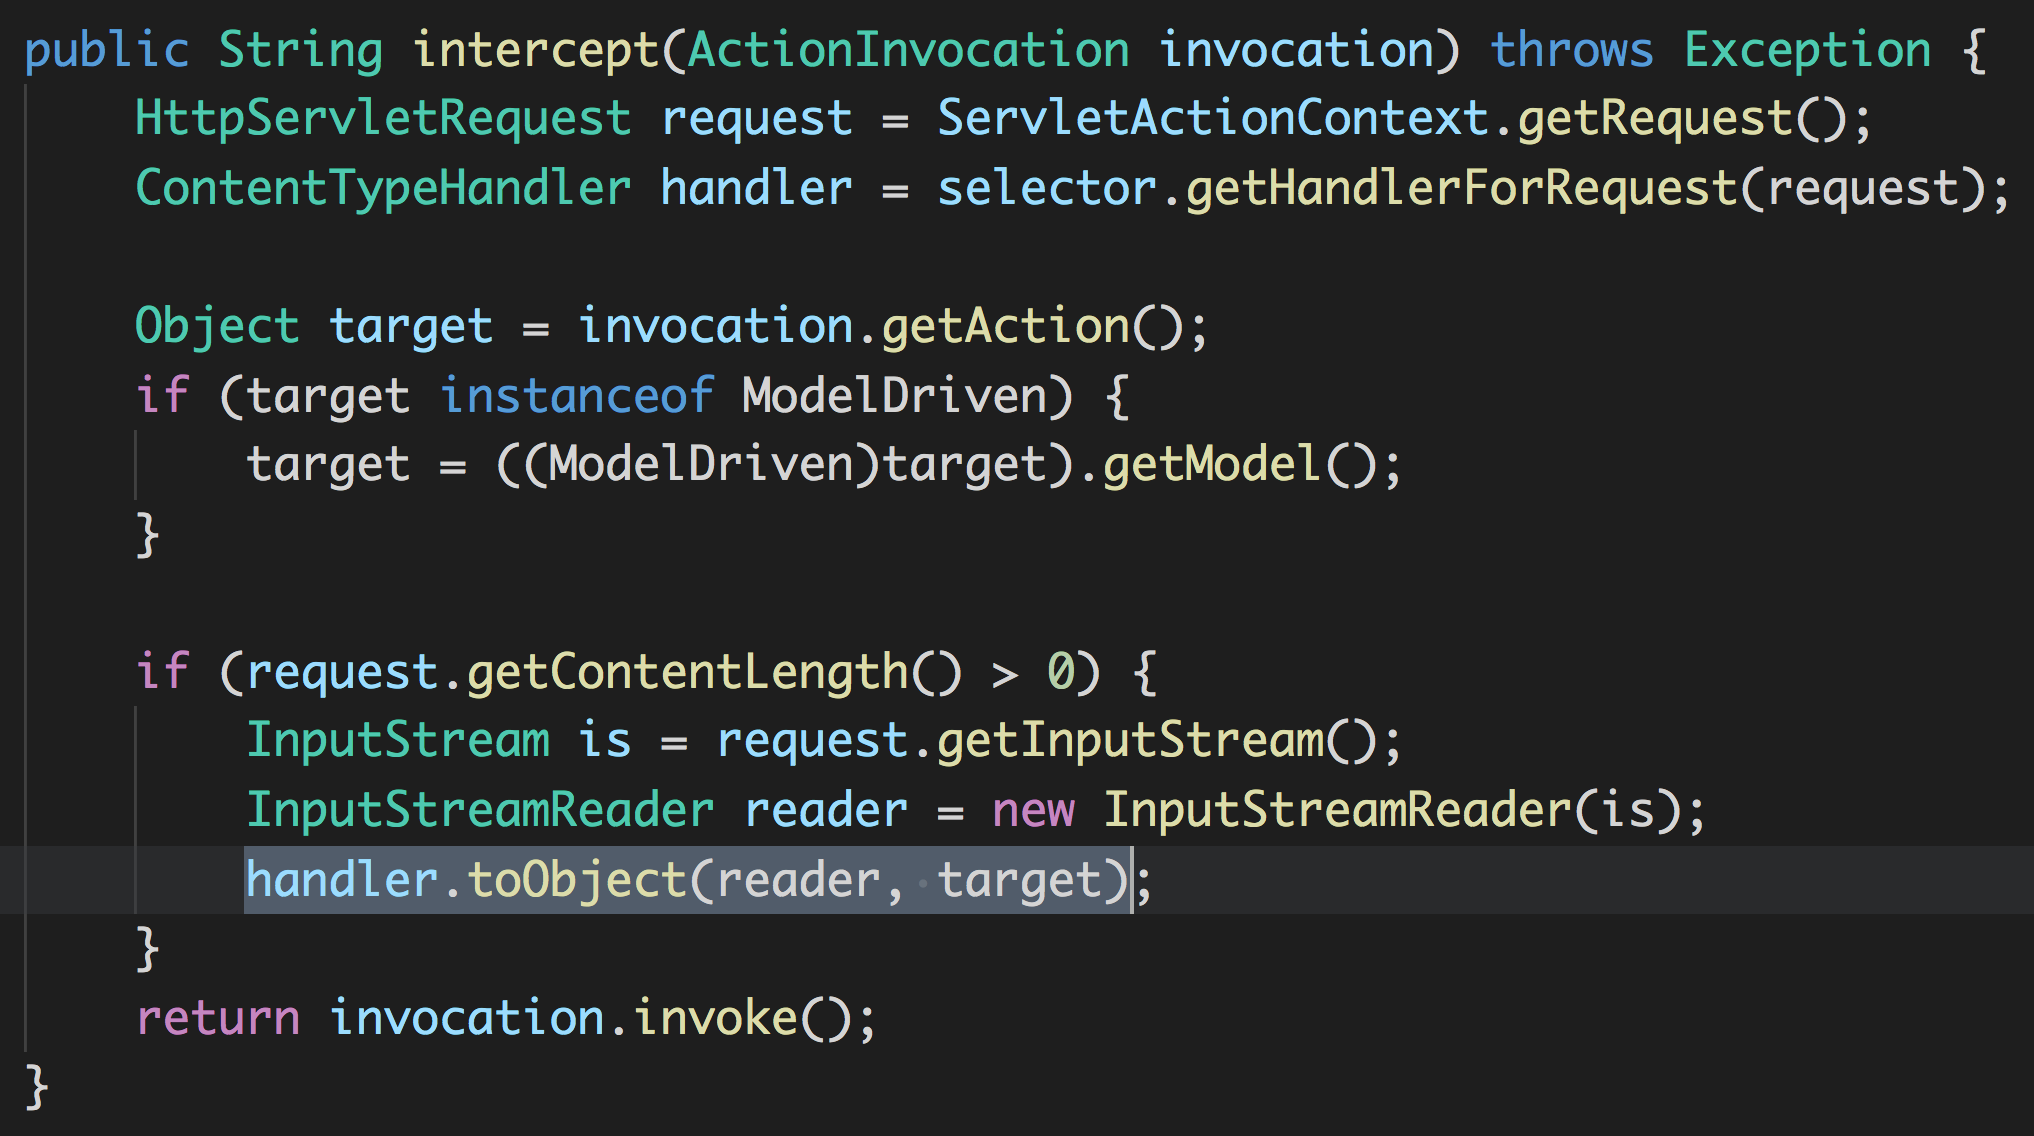 public String intercept(ActionInvocation invocation) throws Exception {
    HttpServletRequest request = ServletActionContext.getRequest();
    ContentTypeHandler handler = selector.getHandlerForRequest(request);

    Object target = invocation.getAction();
    if (target instanceof ModelDriven) {
        target = ((ModelDriven)target).getModel();
    }

    if (request.getContentLength() > 0) {
        InputStream is = request.getInputStream();
        InputStreamReader reader = new InputStreamReader(is);
        handler.toObject(reader, target);
    }
    return invocation.invoke();
}